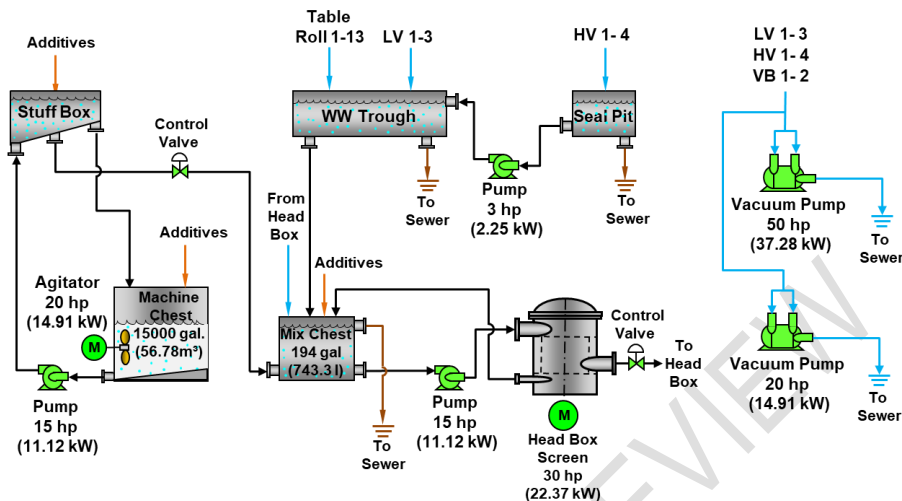 Table
Roll 1-13
LV 1-3
HV 1- 4
LV 1- 3
HV 1- 4
VB 1- 2
Additives
Stuff Box
Control
Valve
WW Trough
Seal Pit
Pump
3 hp
(2.25 kW)
To
Sewer
To
Sewer
Vacuum Pump
50 hp
(37.28 kW)
To
Sewer
From
Head
Box
Additives
Additives
Agitator
20 hp
(14.91 kW)
M
Machine
Chest
15000 gal.
(56.78m³)
Mix Chest
194 gal
(743.3 l)
Control
Valve
To
Head
Box
Vacuum Pump
20 hp
(14.91 kW)
To
Sewer
Pump
15 hp
(11.12 kW)
To
Sewer
Pump
15 hp
(11.12 kW)
M
Head Box
Screen
30 hp
(22.37 kW)
EVIEW